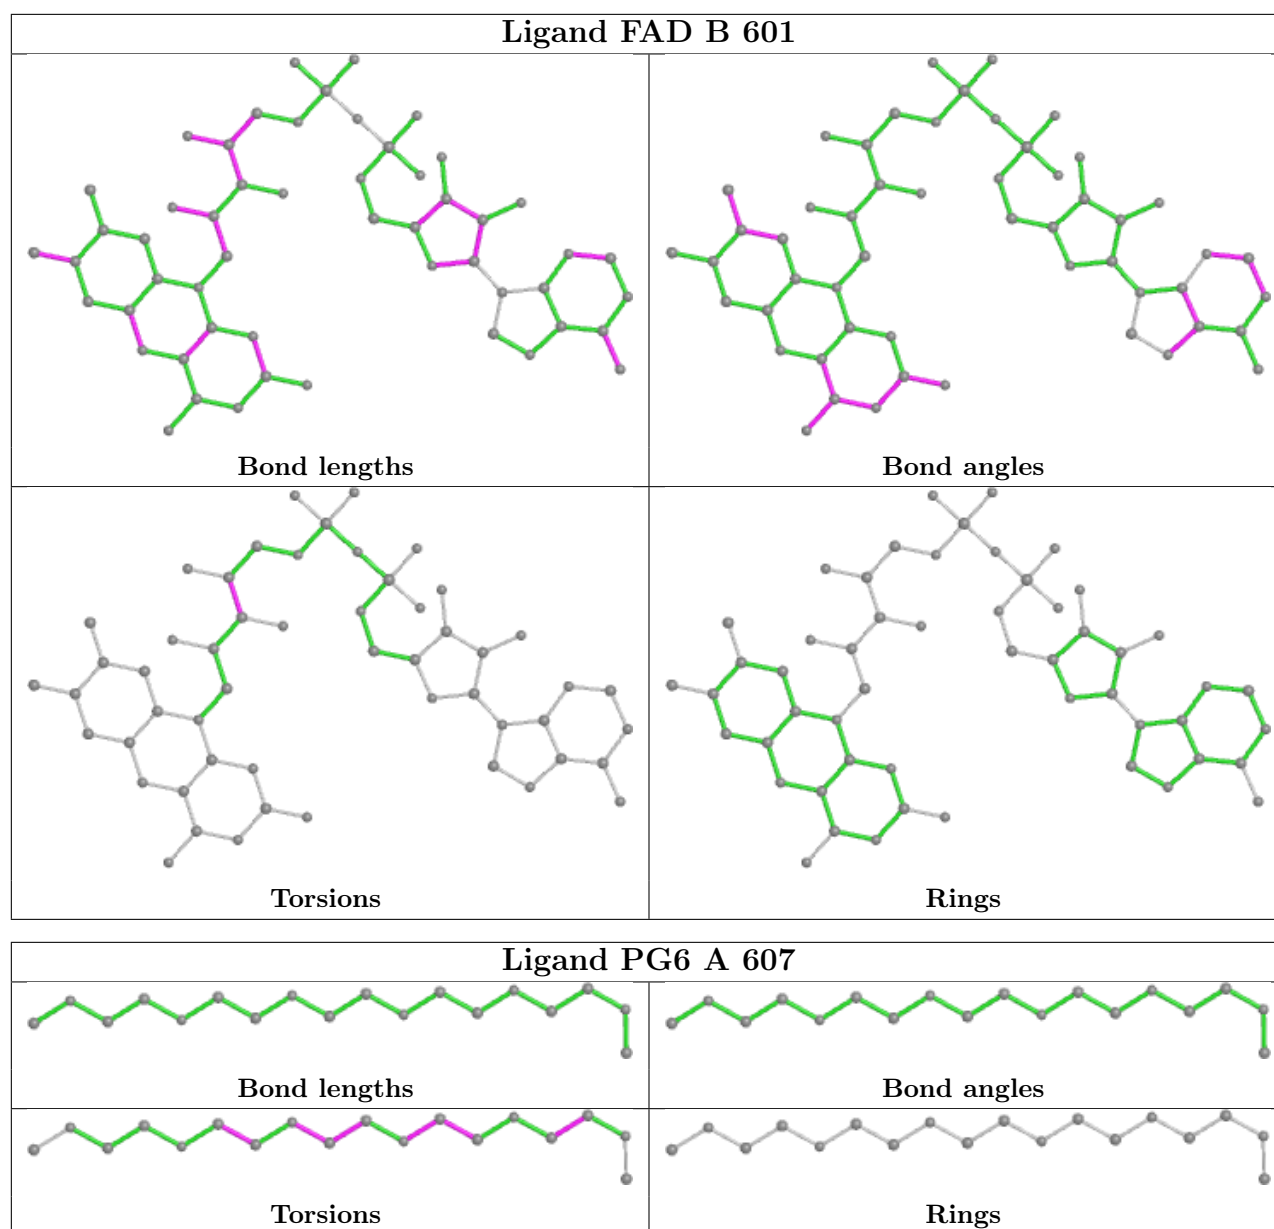 Ligand FAD B 601
Bond lengths
Bond angles
Torsions
Rings
Ligand PG6 A 607
Bond lengths
Bond angles
Torsions
Rings